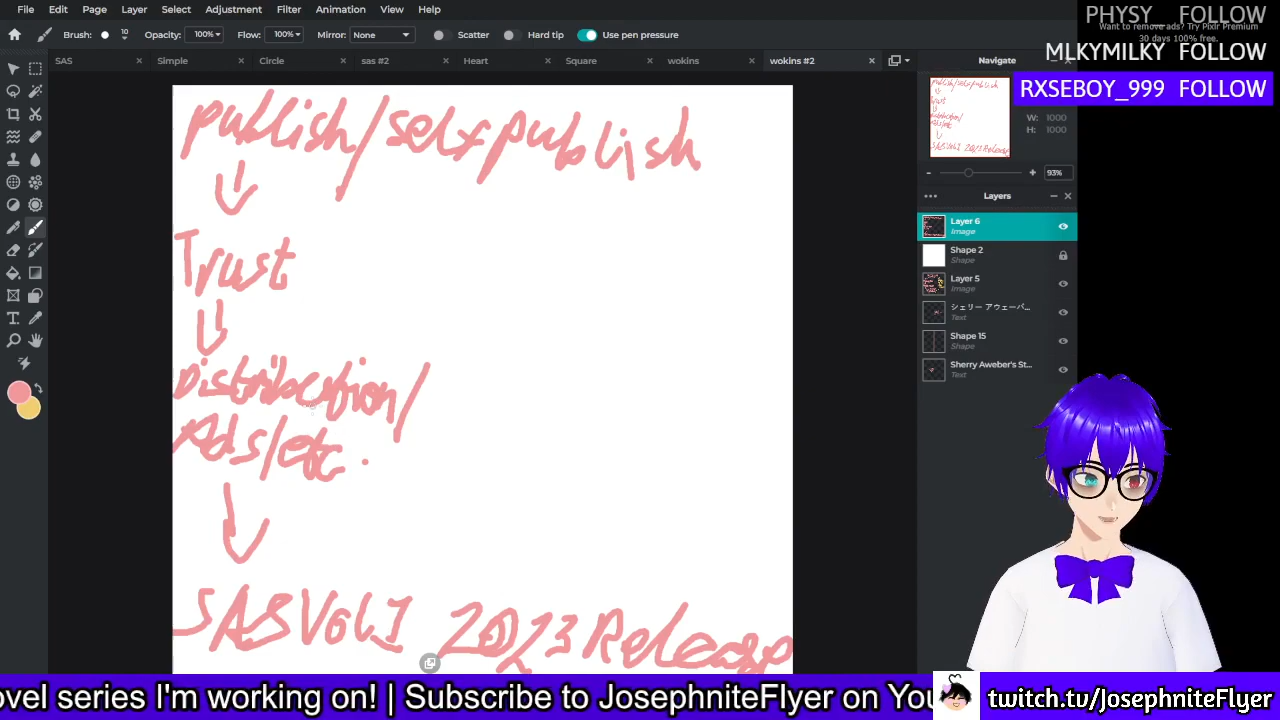 File Edit Page Layer Select Adjustment Filter Animation View Help
PHYSY_ FOLLOW
Want to remove ads? Try Pixlr Premium
30 days 100% free.
MLKYMILKY FOLLOW
RXSEBOY_999 FOLLOW
Brush: 10 Opacity: 100% Flow: 100% Mirror: None Scatter Hard tip Use pen pressure
SAS × Simple × Circle × sas #2 × Heart × Square × wokins × wokins #2 ×
Navigate
W: 1000
H: 1000
93%
Layers
Layer 6
Image
Shape 2
Shape
Layer 5
Image
シェリー アウェーバ...
Text
Shape 15
Shape
Sherry Aweber's St...
Text
publish/selfpublish
Trust
Distribution/
Ads/etc.
SAS Vol.1 2023 Release
ovel series I'm working on! | Subscribe to JosephniteFlyer on You
twitch.tv/JosephniteFlyer